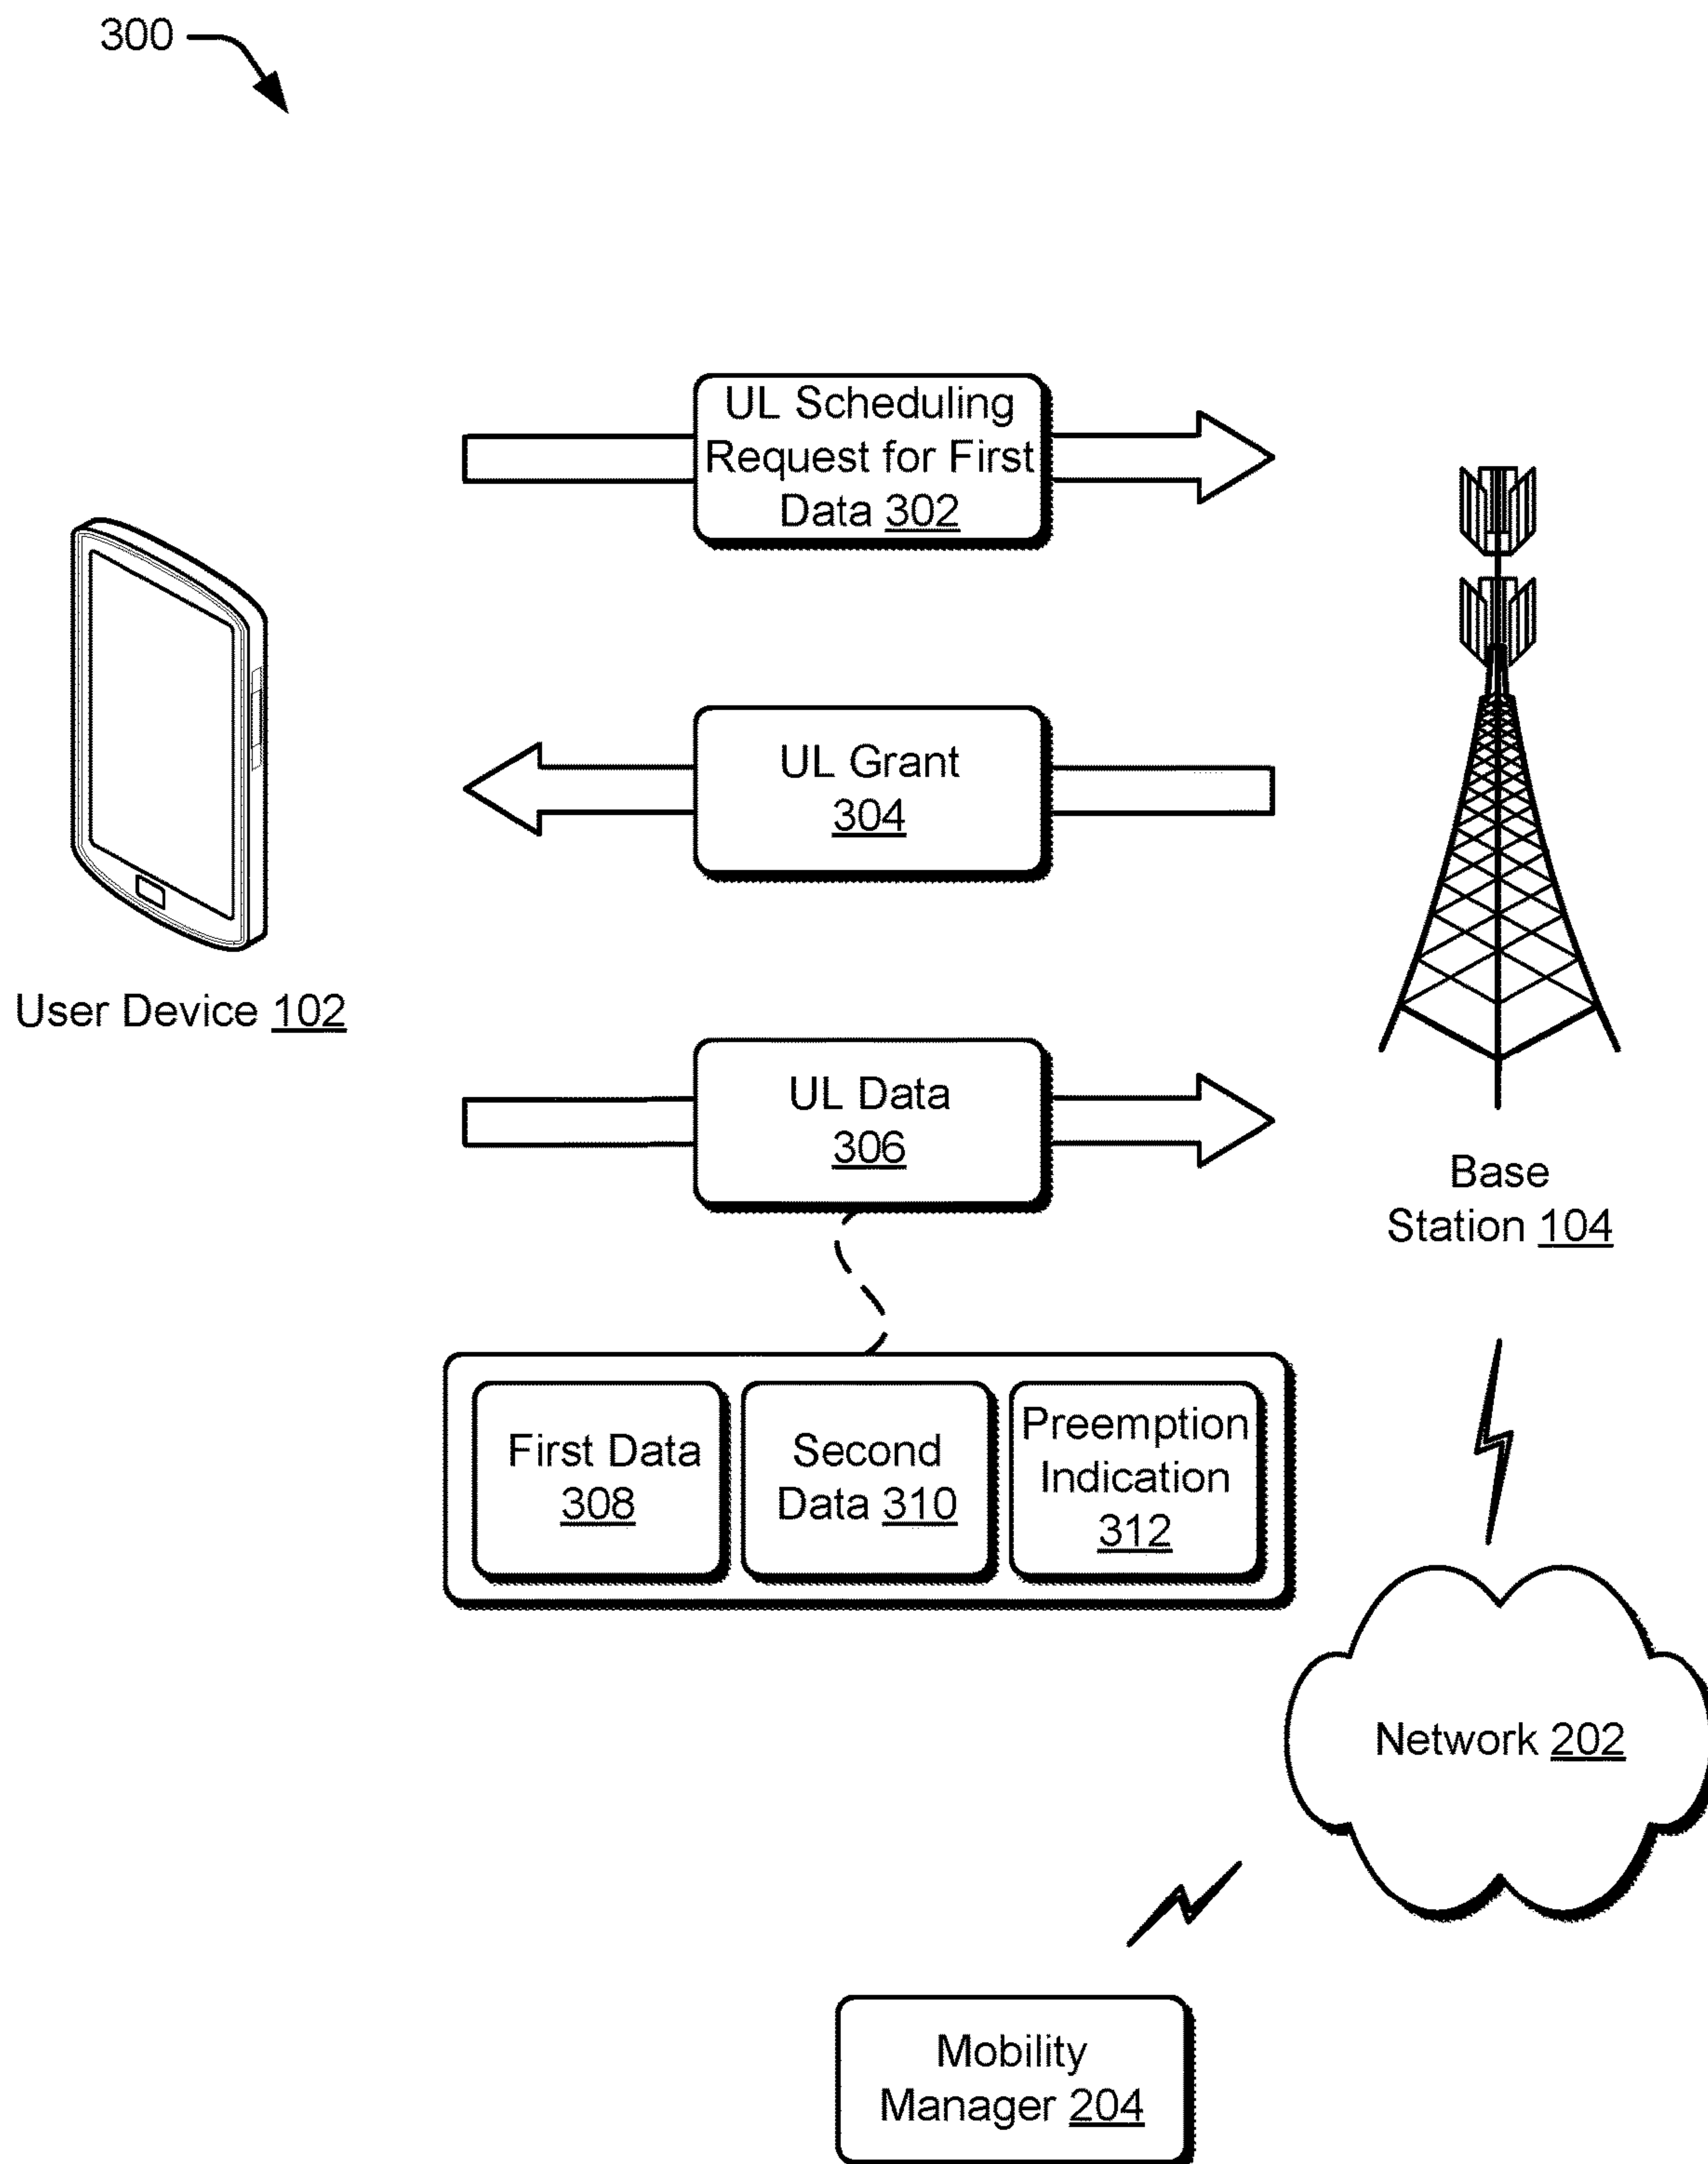 300
UL Scheduling
Request for First
Data 302
UL Grant
304
User Device 102
UL Data
306
Base
Station 104
First Data
308
Second
Data 310
Preemption
Indication
312
Network 202
Mobility
Manager 204